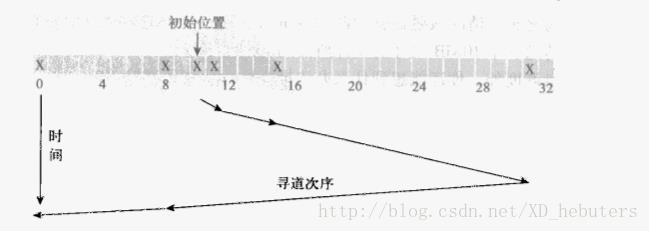 初始位置
X X X X X X
0 4 8 12 16 20 24 28 32
时
间
寻道次序
http://blog.csdn.net/XD_hebuters